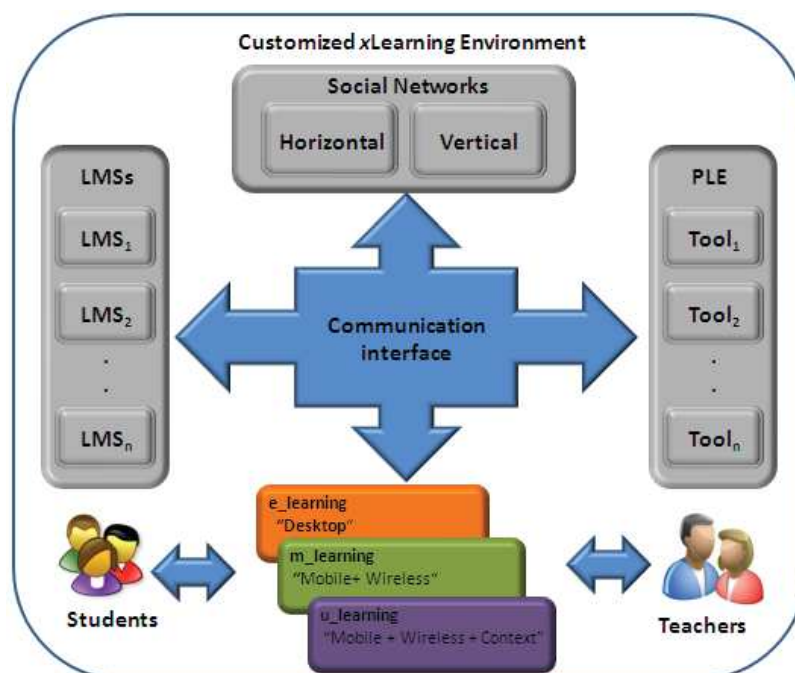 Customized xLearning Environment
Social Networks
Horizontal
Vertical
LMSs
LMS₁
LMS₂
.
.
LMSₙ
Communication
interface
PLE
Tool₁
Tool₂
.
.
Toolₙ
e_learning
"Desktop"
m_learning
"Mobile+ Wireless"
u_learning
"Mobile + Wireless + Context"
Students
Teachers